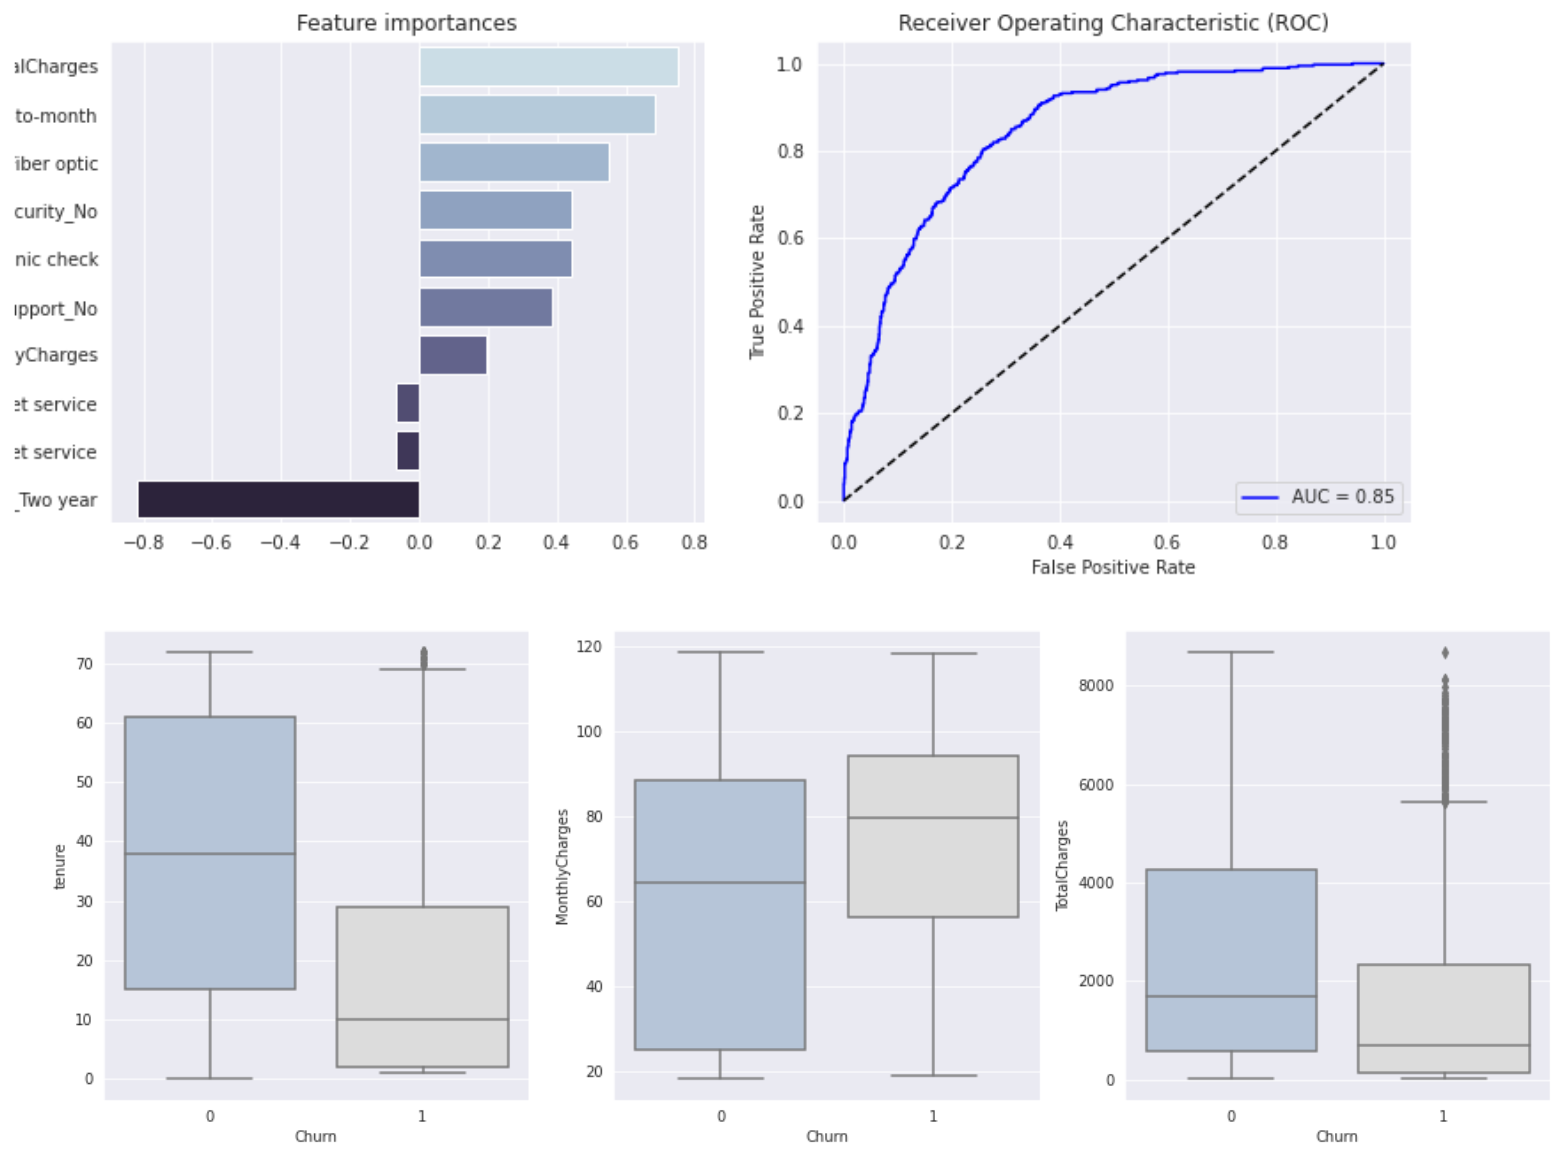 Feature importances
alCharges
to-month
iber optic
curity_No
nic check
upport_No
yCharges
et service
et service
_Two year
−0.8 −0.6 −0.4 −0.2 0.0 0.2 0.4 0.6 0.8
Receiver Operating Characteristic (ROC)
True Positive Rate
1.0
0.8
0.6
0.4
0.2
0.0
AUC = 0.85
0.0 0.2 0.4 0.6 0.8 1.0
False Positive Rate
tenure
70
60
50
40
30
20
10
0
0 1
Churn
MonthlyCharges
120
100
80
60
40
20
0 1
Churn
TotalCharges
8000
6000
4000
2000
0
0 1
Churn